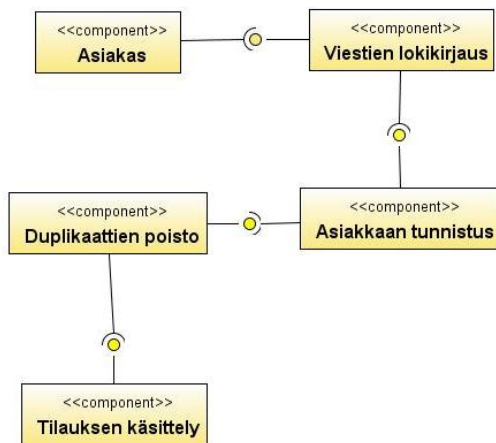 <<component>>
Asiakas
<<component>>
Viestien lokikirjaus
<<component>>
Duplikaattien poisto
<<component>>
Asiakkaan tunnistus
<<component>>
Tilauksen käsittely